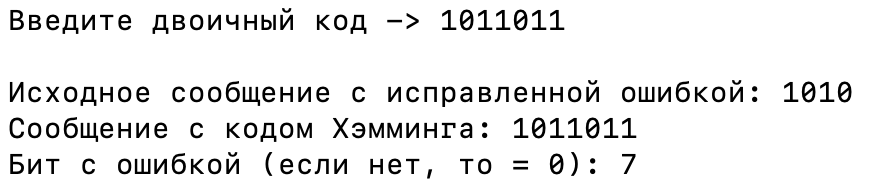 Введите двоичный код -> 1011011
Исходное сообщение с исправленной ошибкой: 1010
Сообщение с кодом Хэмминга: 1011011
Бит с ошибкой (если нет, то = 0): 7